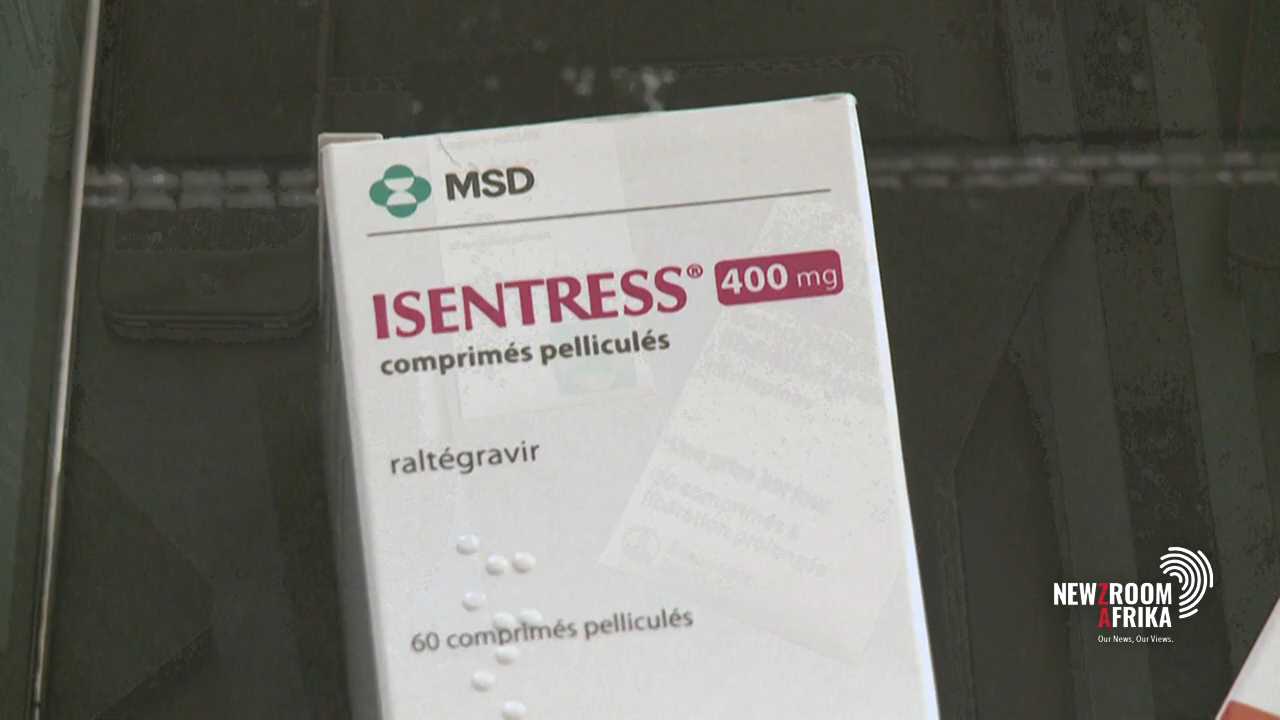 MSD
ISENTRESS® 400 mg
comprimés pelliculés
raltégravir
60 comprimés pelliculés
NEWZROOM
AFRIKA
Our News, Our Views.